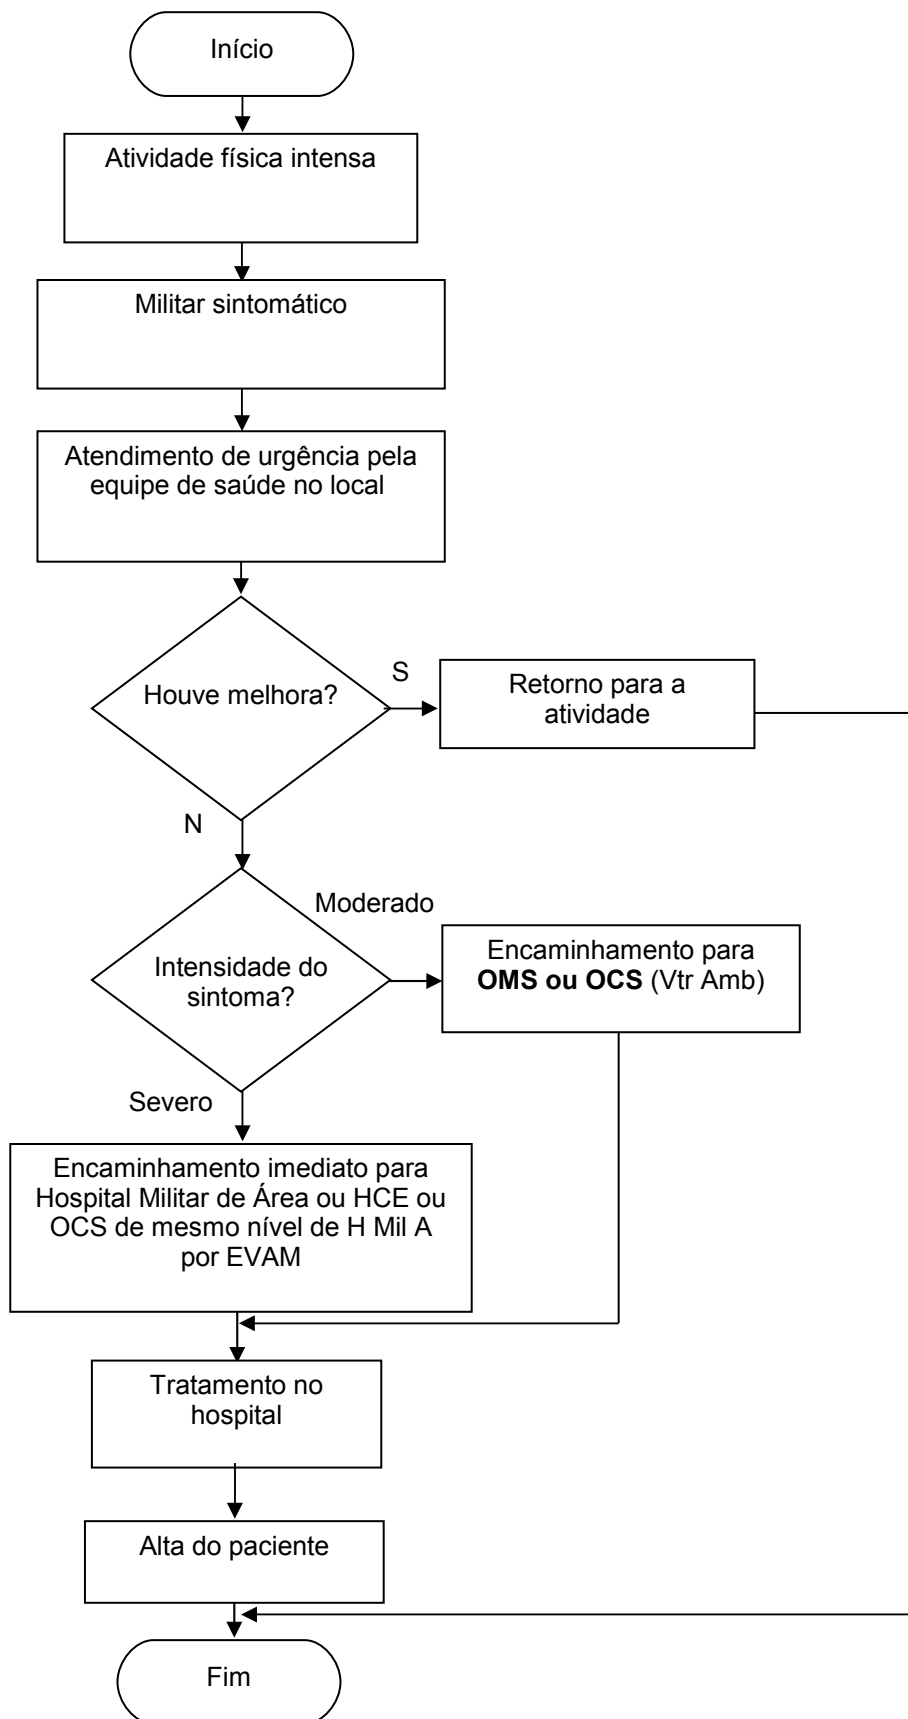 Início
Atividade física intensa
Militar sintomático
Atendimento de urgência pela
equipe de saúde no local
Houve melhora?
S
Retorno para a
atividade
N
Moderado
Intensidade do
sintoma?
Encaminhamento para
OMS ou OCS (Vtr Amb)
Severo
Encaminhamento imediato para
Hospital Militar de Área ou HCE ou
OCS de mesmo nível de H Mil A
por EVAM
Tratamento no
hospital
Alta do paciente
Fim